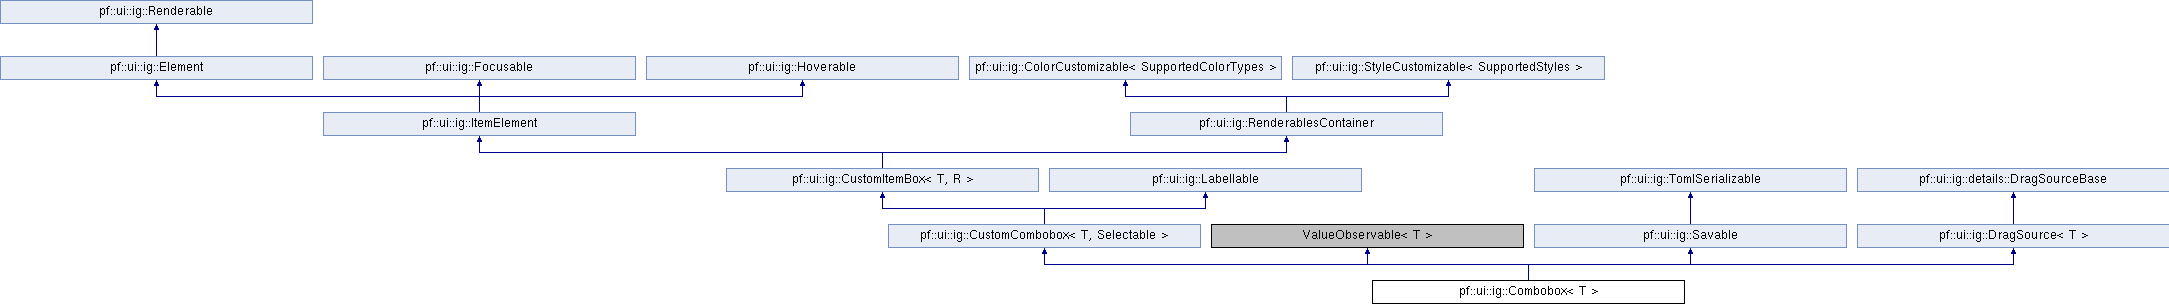 pf::ui::ig::Renderable
pf::ui::ig::Element
pf::ui::ig::Focusable
pf::ui::ig::Hoverable
pf::ui::ig::ColorCustomizable< SupportedColorTypes >
pf::ui::ig::StyleCustomizable< SupportedStyles >
pf::ui::ig::ItemElement
pf::ui::ig::RenderablesContainer
pf::ui::ig::CustomItemBox< T, R >
pf::ui::ig::Labellable
pf::ui::ig::TomlSerializable
pf::ui::ig::details::DragSourceBase
pf::ui::ig::CustomCombobox< T, Selectable >
ValueObservable< T >
pf::ui::ig::Savable
pf::ui::ig::DragSource< T >
pf::ui::ig::Combobox< T >